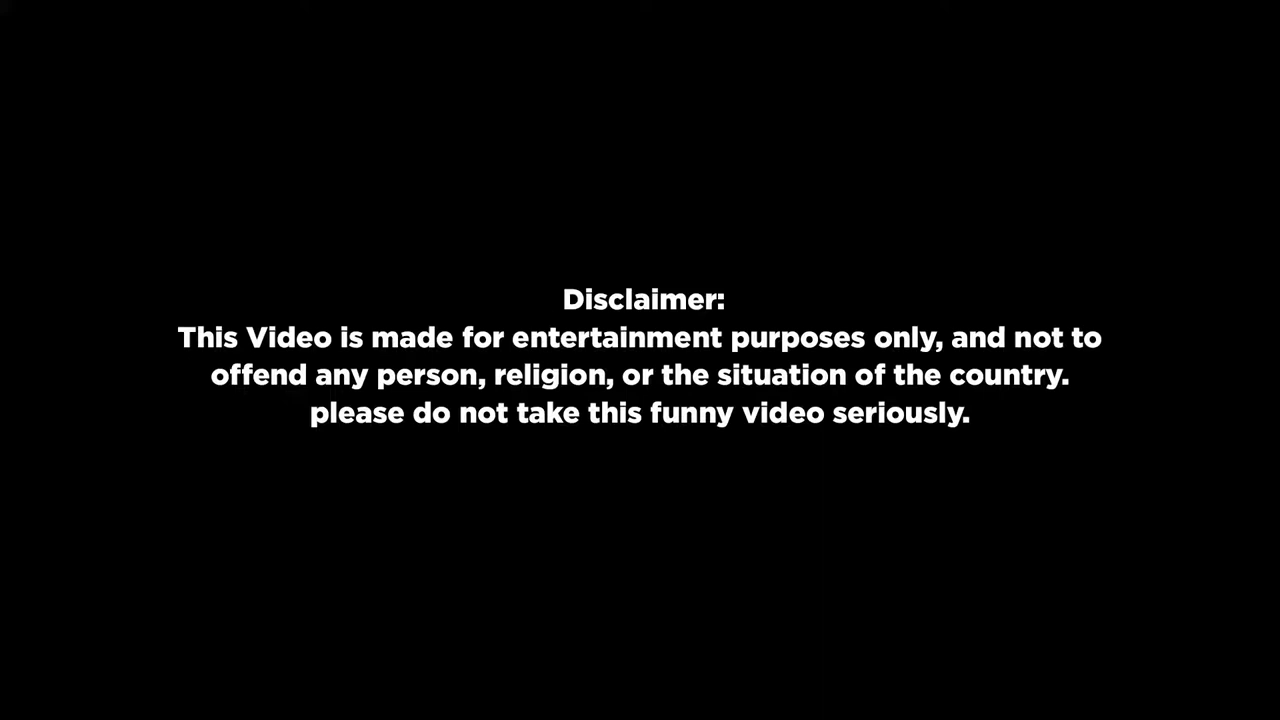 Disclaimer:
This Video is made for entertainment purposes only, and not to
offend any person, religion, or the situation of the country.
please do not take this funny video seriously.